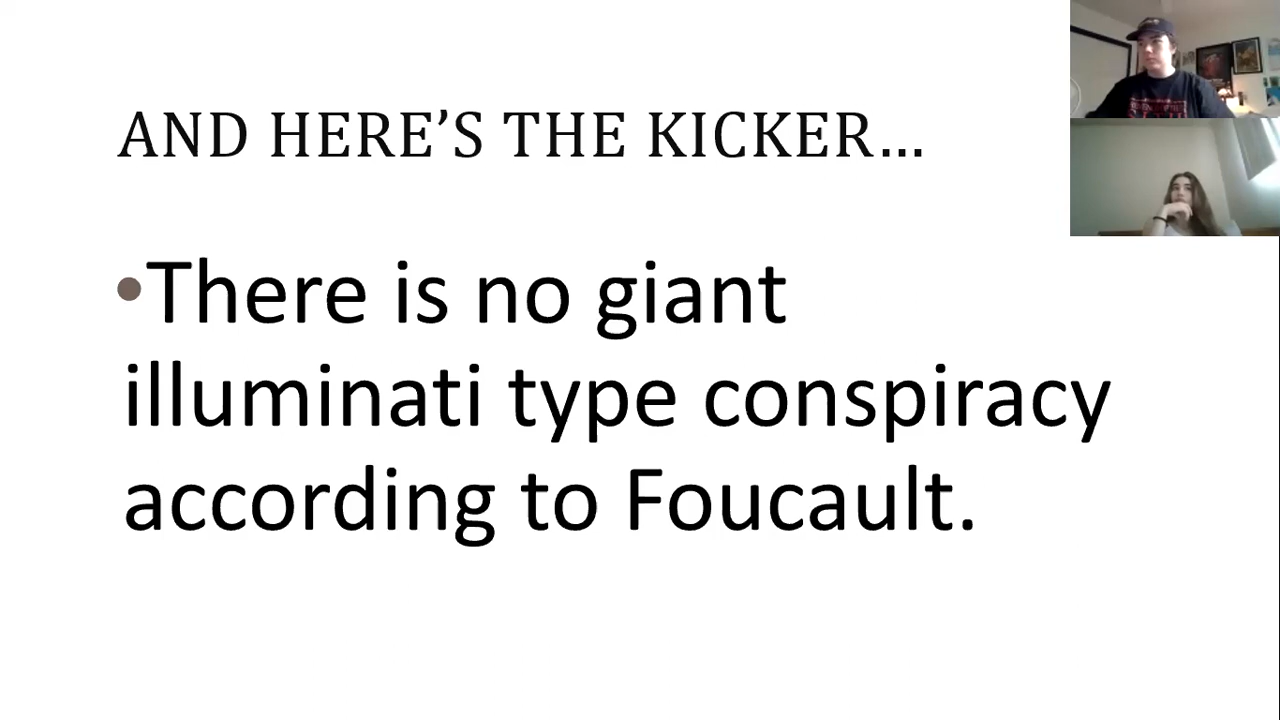 AND HERE’S THE KICKER…
•There is no giant
illuminati type conspiracy
according to Foucault.